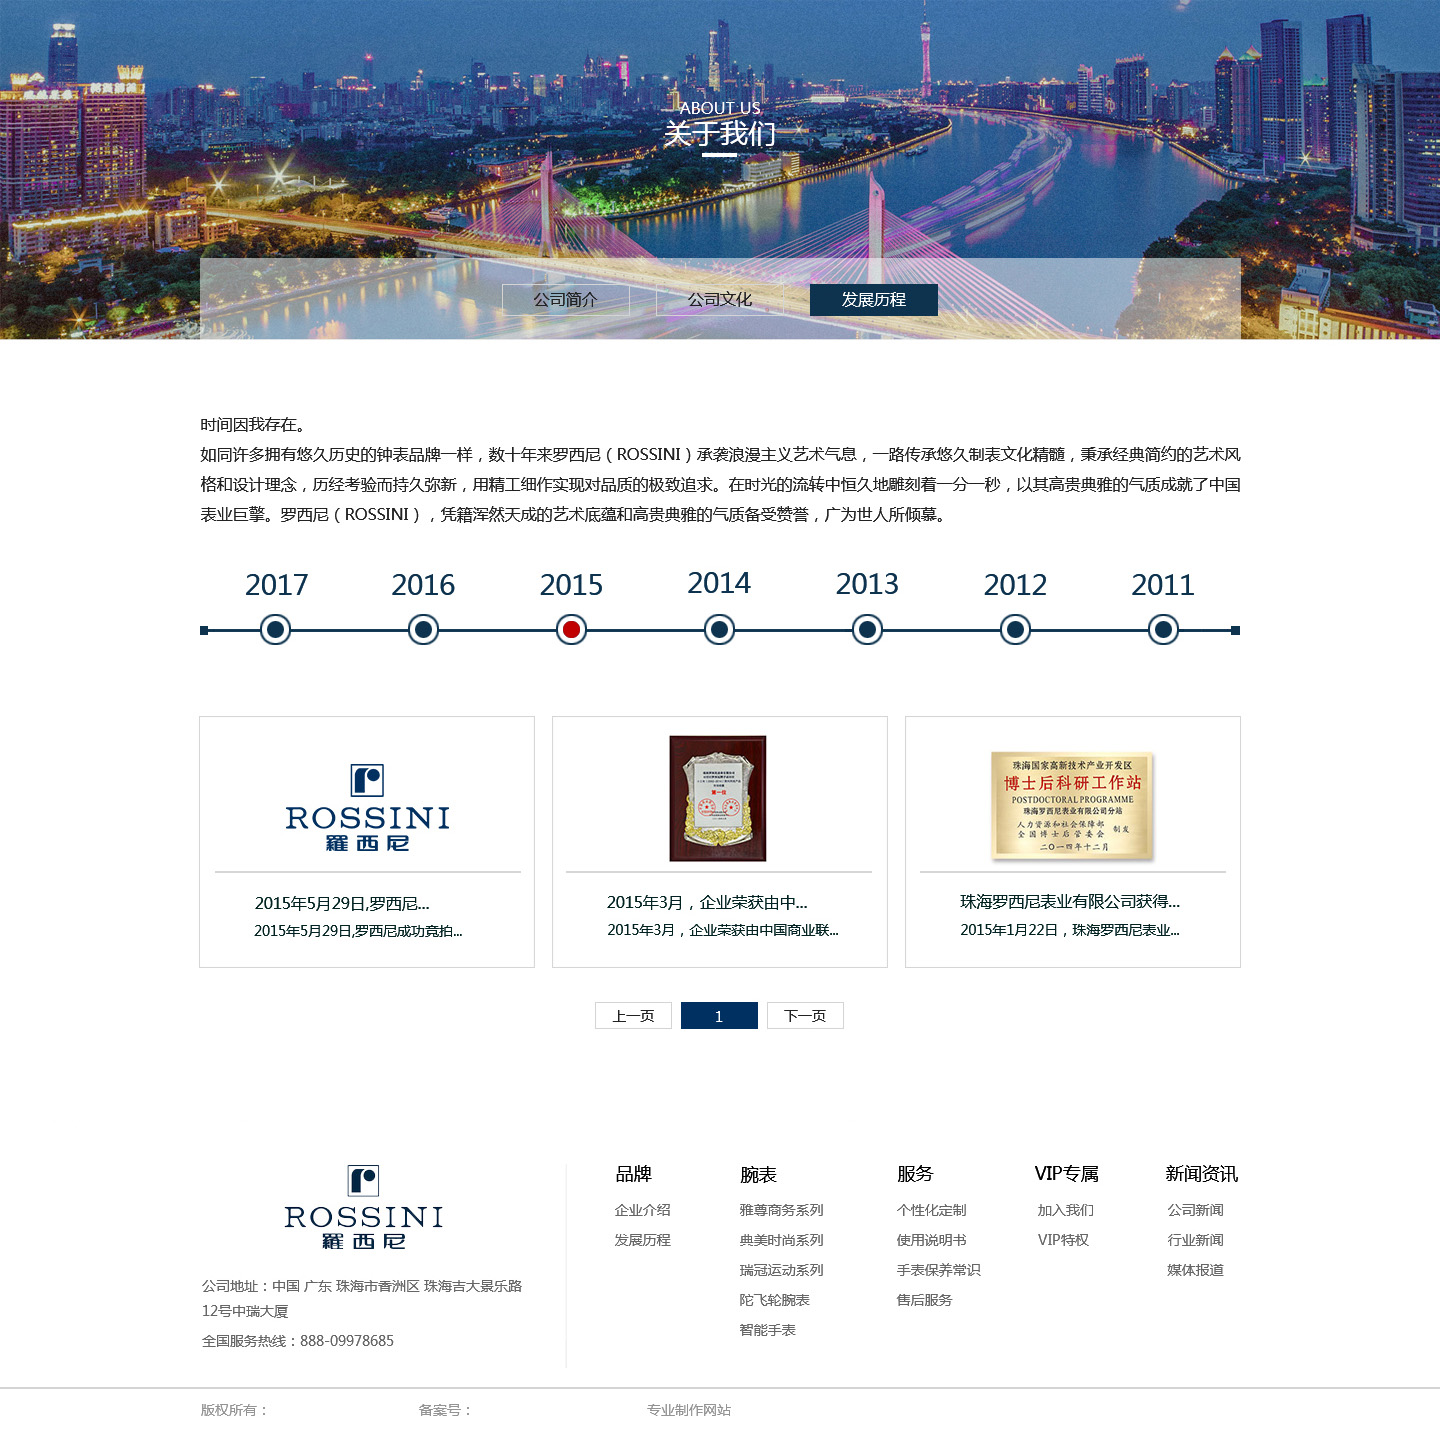 ABOUT US
关于我们
公司简介
公司文化
发展历程
时间因我存在。
如同许多拥有悠久历史的钟表品牌一样，数十年来罗西尼（ROSSINI）承袭浪漫主义艺术气息，一路传承悠久制表文化精髓，秉承经典简约的艺术风
格和设计理念，历经考验而持久弥新，用精工细作实现对品质的极致追求。在时光的流转中恒久地雕刻着一分一秒，以其高贵典雅的气质成就了中国
表业巨擎。罗西尼（ROSSINI），凭籍浑然天成的艺术底蕴和高贵典雅的气质备受赞誉，广为世人所倾慕。
2017
2016
2015
2014
2013
2012
2011
ROSSINI
羅西尼
2015年5月29日,罗西尼...
2015年5月29日,罗西尼成功竞拍...
第一位
2015年3月，企业荣获由中...
2015年3月，企业荣获由中国商业联...
珠海国家高新技术产业开发区
博士后科研工作站
POSTDOCTORAL PROGRAMME
珠海罗西尼表业有限公司分站
人力资源和社会保障部
全国博士后管委会
制发
二〇一四年十二月
珠海罗西尼表业有限公司获得...
2015年1月22日，珠海罗西尼表业...
上一页
1
下一页
ROSSINI
羅西尼
公司地址：中国 广东 珠海市香洲区 珠海吉大景乐路
12号中瑞大厦
全国服务热线：888-09978685
品牌
企业介绍
发展历程
腕表
雅尊商务系列
典美时尚系列
瑞冠运动系列
陀飞轮腕表
智能手表
服务
个性化定制
使用说明书
手表保养常识
售后服务
VIP专属
加入我们
VIP特权
新闻资讯
公司新闻
行业新闻
媒体报道
版权所有：
备案号：
专业制作网站